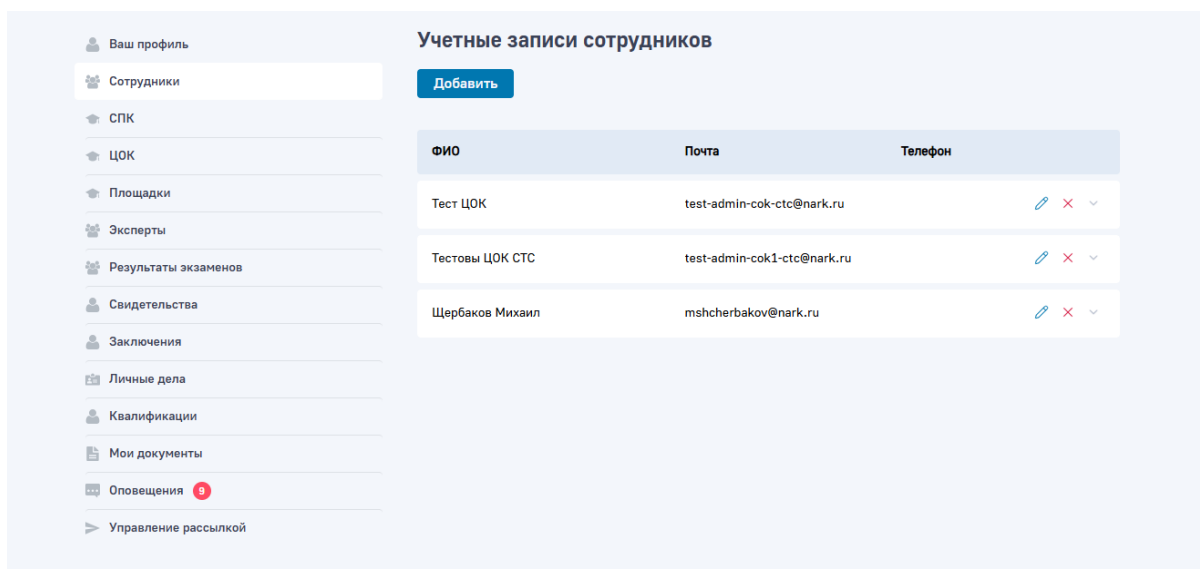 Ваш профиль
Сотрудники
СПК
ЦОК
Площадки
Эксперты
Результаты экзаменов
Свидетельства
Заключения
Личные дела
Квалификации
Мои документы
Оповещения 9
Управление рассылкой
Учетные записи сотрудников
Добавить
ФИО Почта Телефон
Тест ЦОК test-admin-cok-ctc@nark.ru
Тестовы ЦОК СТС test-admin-cok1-ctc@nark.ru
Щербаков Михаил mshcherbakov@nark.ru